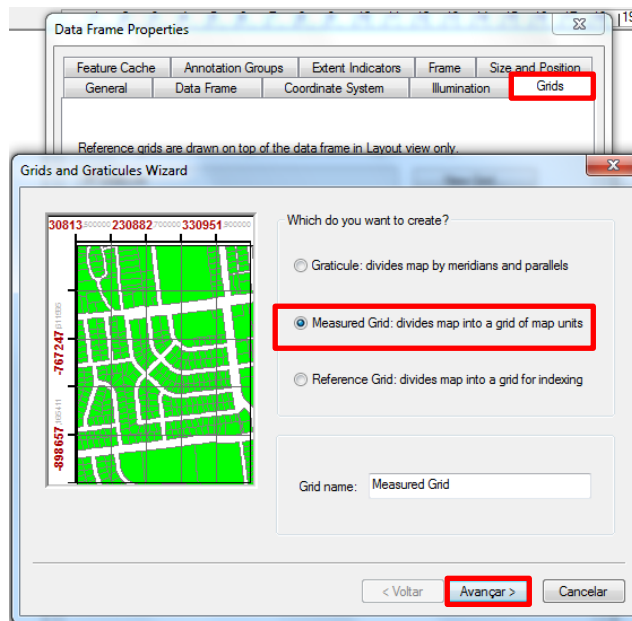 19
Data Frame Properties
Feature Cache Annotation Groups Extent Indicators Frame Size and Position
General Data Frame Coordinate System Illumination Grids
Reference grids are drawn on top of the data frame in Layout view only.
Grids and Graticules Wizard
Which do you want to create?
30813,900000 230882,700000 330951,900000
Graticule: divides map by meridians and parallels
Measured Grid: divides map into a grid of map units
-767247
Reference Grid: divides map into a grid for indexing
-898657
Grid name: Measured Grid
< Voltar Avançar > Cancelar